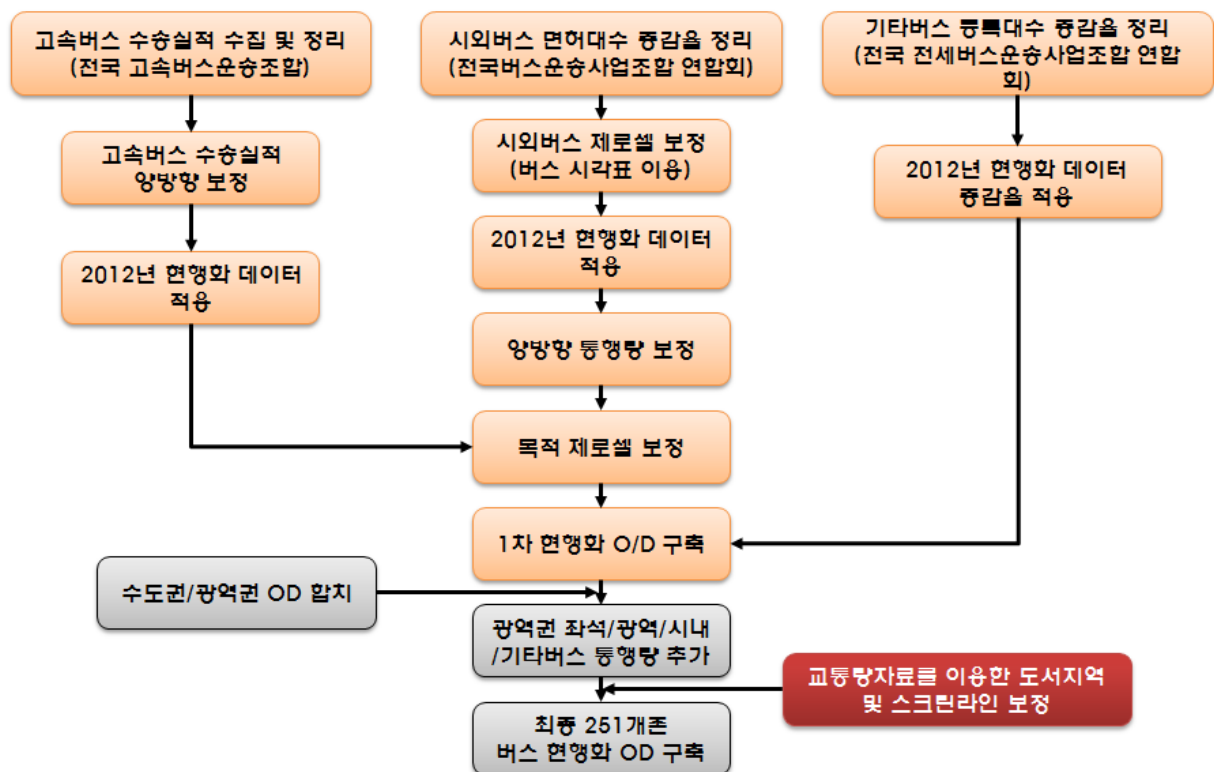 고속버스 수송실적 수집 및 정리
(전국 고속버스운송조합)
시외버스 면허대수 증감율 정리
(전국버스운송사업조합 연합회)
기타버스 등록대수 증감율 정리
(전국 전세버스운송사업조합 연합
회)
고속버스 수송실적
양방향 보정
시외버스 제로셀 보정
(버스 시각표 이용)
2012년 현행화 데이터
증감율 적용
2012년 현행화 데이터
적용
2012년 현행화 데이터
적용
양방향 통행량 보정
목적 제로셀 보정
1차 현행화 O/D 구축
수도권/광역권 OD 합치
광역권 좌석/광역/시내
/기타버스 통행량 추가
교통량자료를 이용한 도서지역
및 스크린라인 보정
최종 251개존
버스 현행화 OD 구축